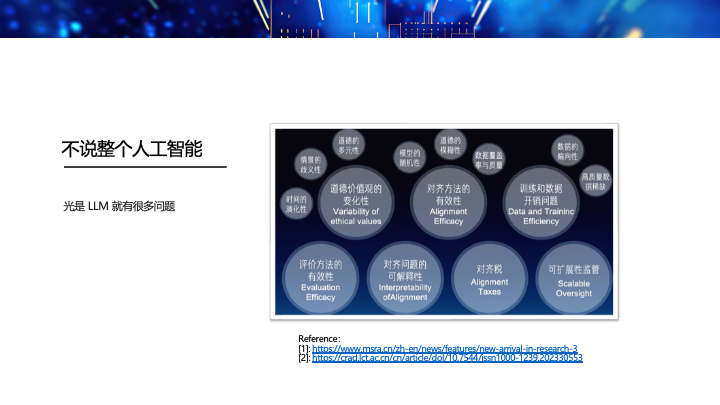 不说整个人工智能
光是 LLM 就有很多问题
道德的
多元性
情景的
歧义性
时间的
演化性
道德价值观的
变化性
Variability of
ethical values
模型的
随机性
道德的
模糊性
数据覆盖
率与质量
对齐方法的
有效性
Alignment
Efficacy
数据的
偏向性
高质量数
据稀缺
训练和数据
开销问题
Data and Training
Efficiency
评价方法的
有效性
Evaluation
Efficacy
对齐问题的
可解释性
Interpretability
ofAlignment
对齐税
Alignment
Taxes
可扩展性监管
Scalable
Oversight
Reference:
[1]: https://www.msra.cn/zh-cn/news/features/new-arrival-in-research-3
[2]: https://crad.ict.ac.cn/cn/article/doi/10.7544/issn1000-1239.202330553